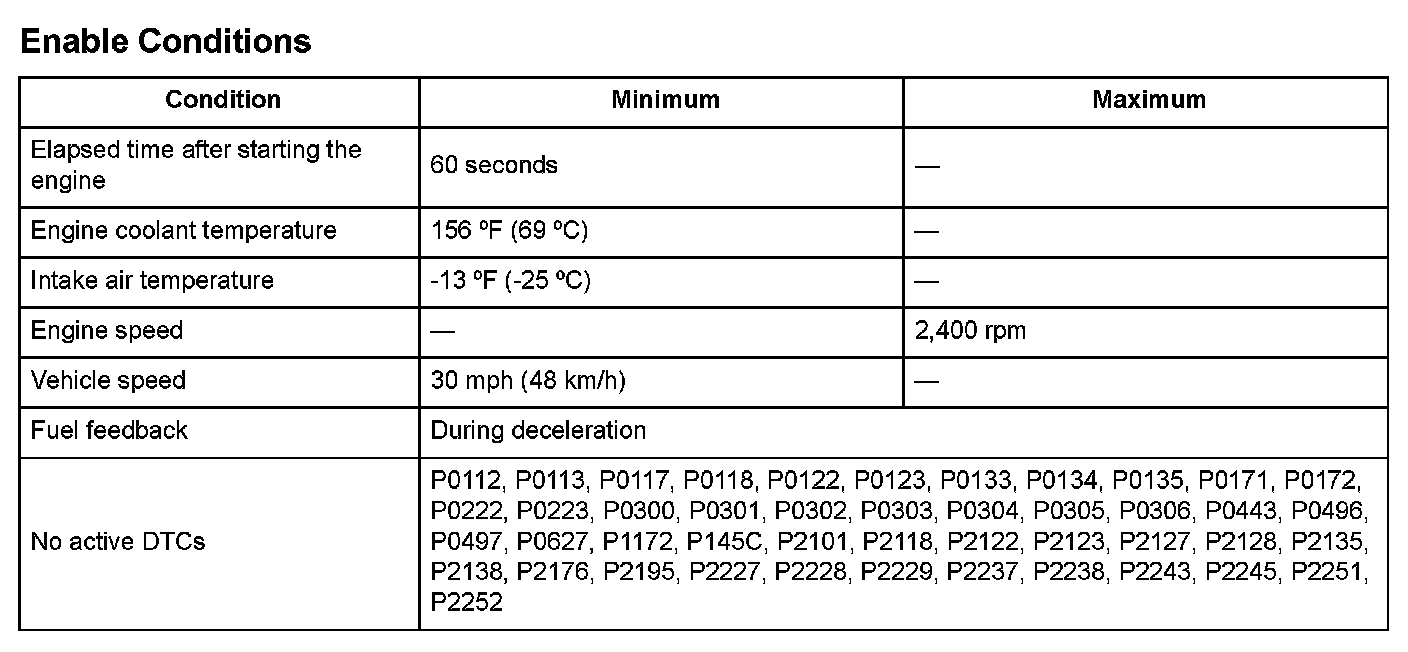 Enable Conditions
Condition Minimum Maximum
Elapsed time after starting the
engine
60 seconds —
Engine coolant temperature 156 ºF (69 ºC) —
Intake air temperature -13 ºF (-25 ºC) —
Engine speed — 2,400 rpm
Vehicle speed 30 mph (48 km/h) —
Fuel feedback During deceleration
No active DTCs
P0112, P0113, P0117, P0118, P0122, P0123, P0133, P0134, P0135, P0171, P0172,
P0222, P0223, P0300, P0301, P0302, P0303, P0304, P0305, P0306, P0443, P0496,
P0497, P0627, P1172, P145C, P2101, P2118, P2122, P2123, P2127, P2128, P2135,
P2138, P2176, P2195, P2227, P2228, P2229, P2237, P2238, P2243, P2245, P2251,
P2252